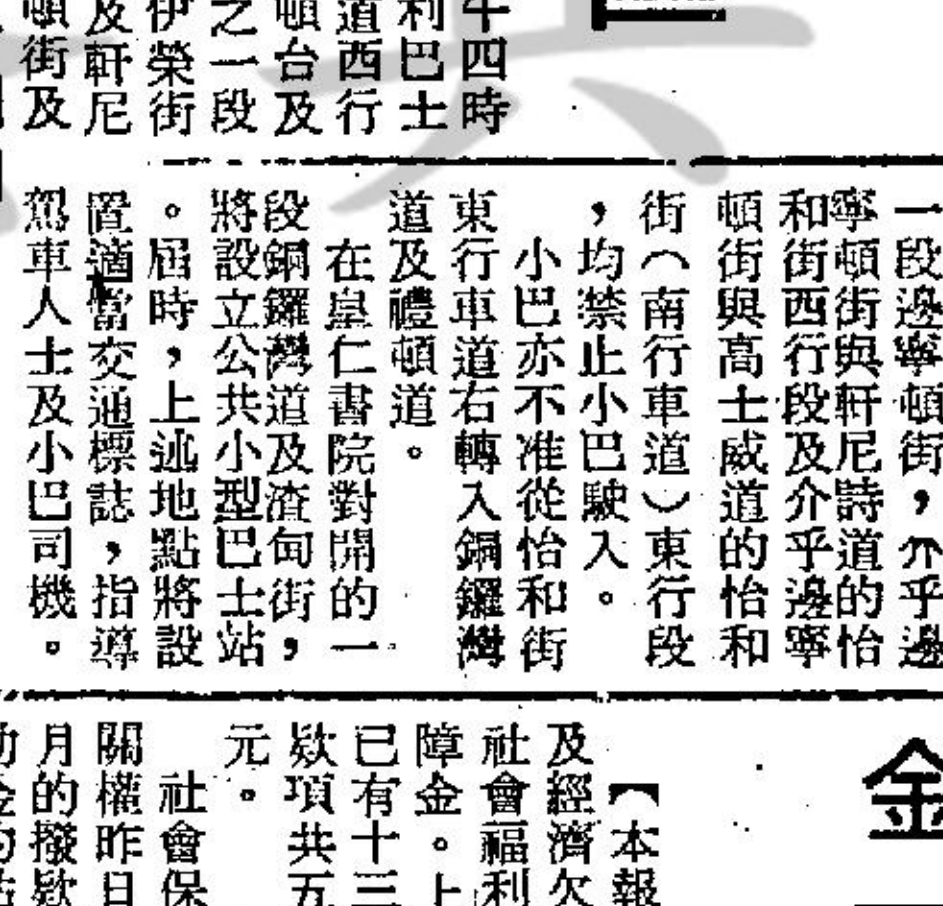 午四時
利巴士
道西行
頓台及
之一段
伊榮街
及軒尼
頓街及
一段邊寧頓街，介乎邊
寧頓街與軒尼詩道的怡
和街西行段及介乎邊寧
頓街與高士威道的怡和
街（南行車道）東行段
，均禁止小巴駛入。
小巴亦不准從怡和街
東行車道右轉入銅鑼灣
道及禮頓道。
在皇仁書院對開的一
段銅鑼灣道及渣甸街，
將設立公共小型巴士站
。屆時，上述地點將設
置適當交通標誌，指導
駕車人士及小巴司機。
金
【本報
及經濟欠
社會福利
障金。上
已有十三
款項共五
元。
社會保
關權昨日
月的撥款